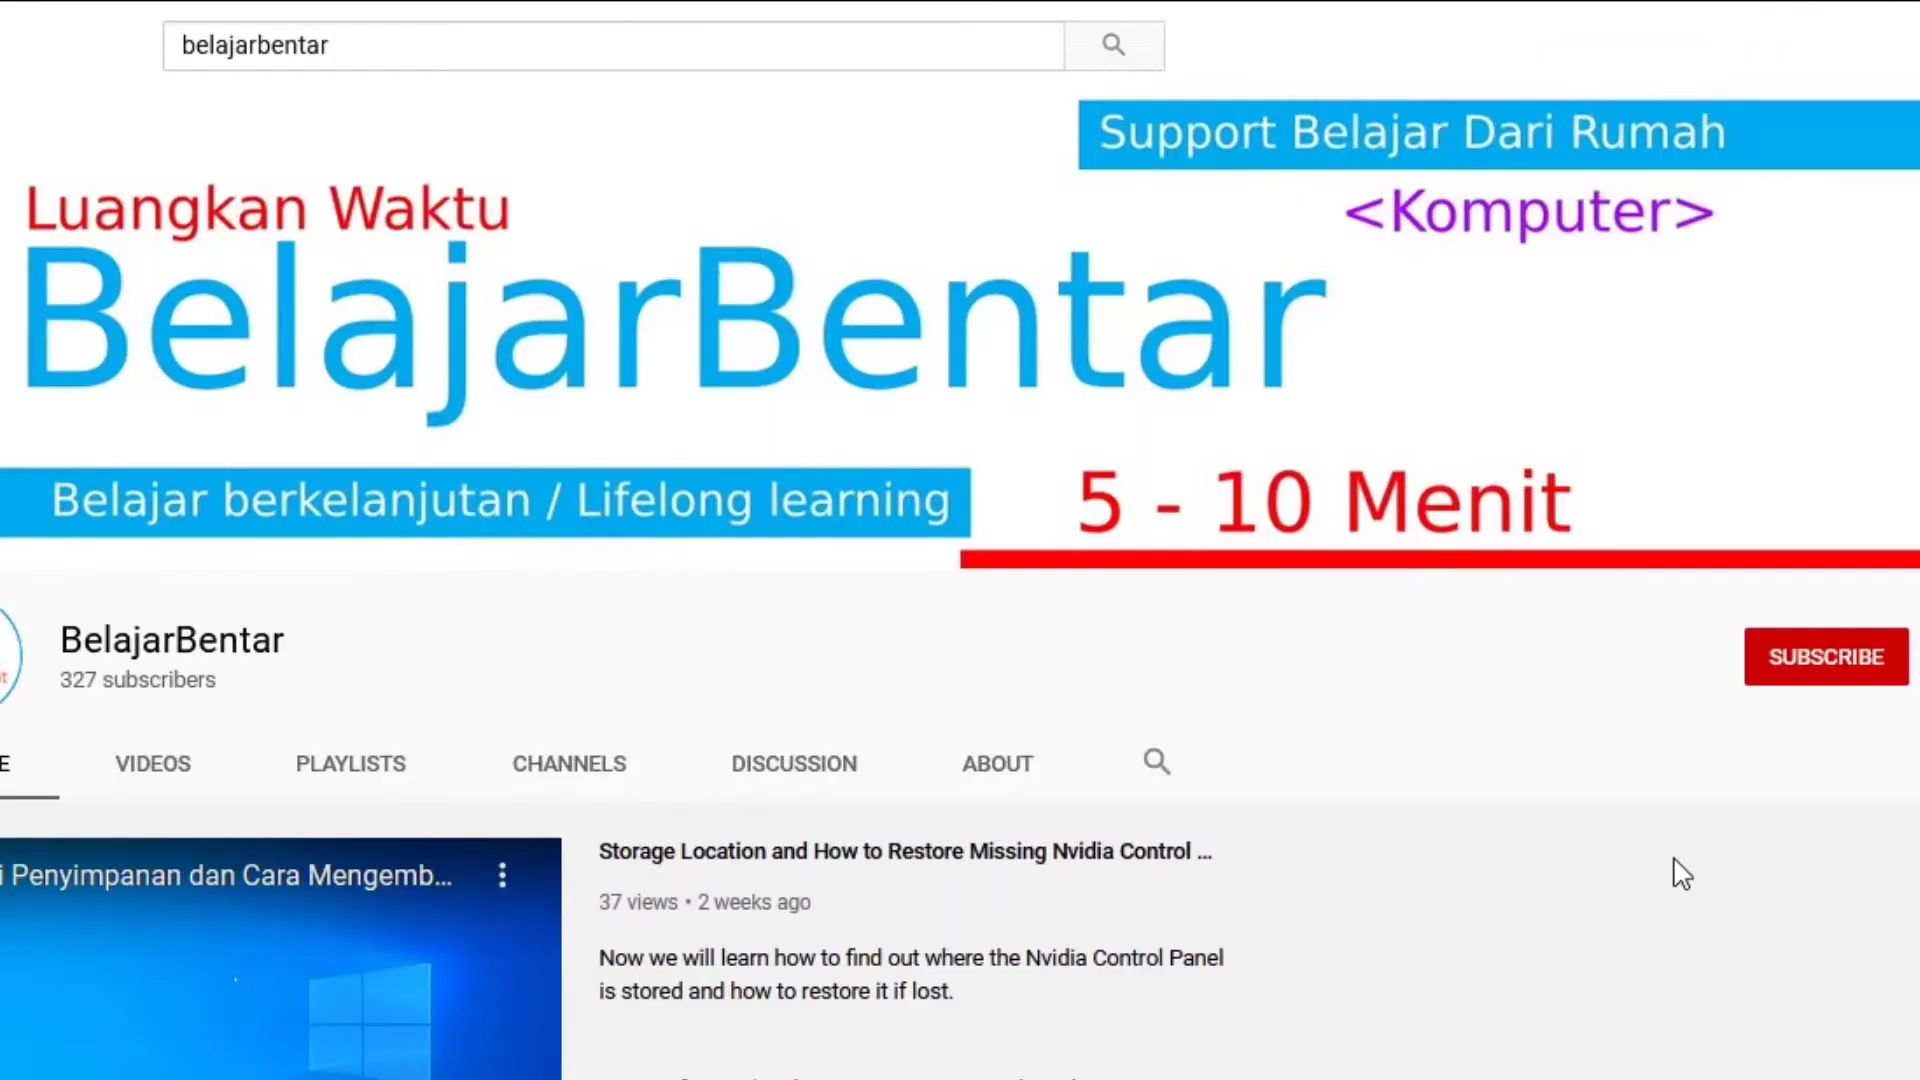 belajarbentar
Support Belajar Dari Rumah
Luangkan Waktu
<Komputer>
BelajarBentar
Belajar berkelanjutan / Lifelong learning
5 - 10 Menit
BelajarBentar
327 subscribers
SUBSCRIBE
E VIDEOS PLAYLISTS CHANNELS DISCUSSION ABOUT
i Penyimpanan dan Cara Mengemb...
Storage Location and How to Restore Missing Nvidia Control ...
37 views • 2 weeks ago
Now we will learn how to find out where the Nvidia Control Panel
is stored and how to restore it if lost.